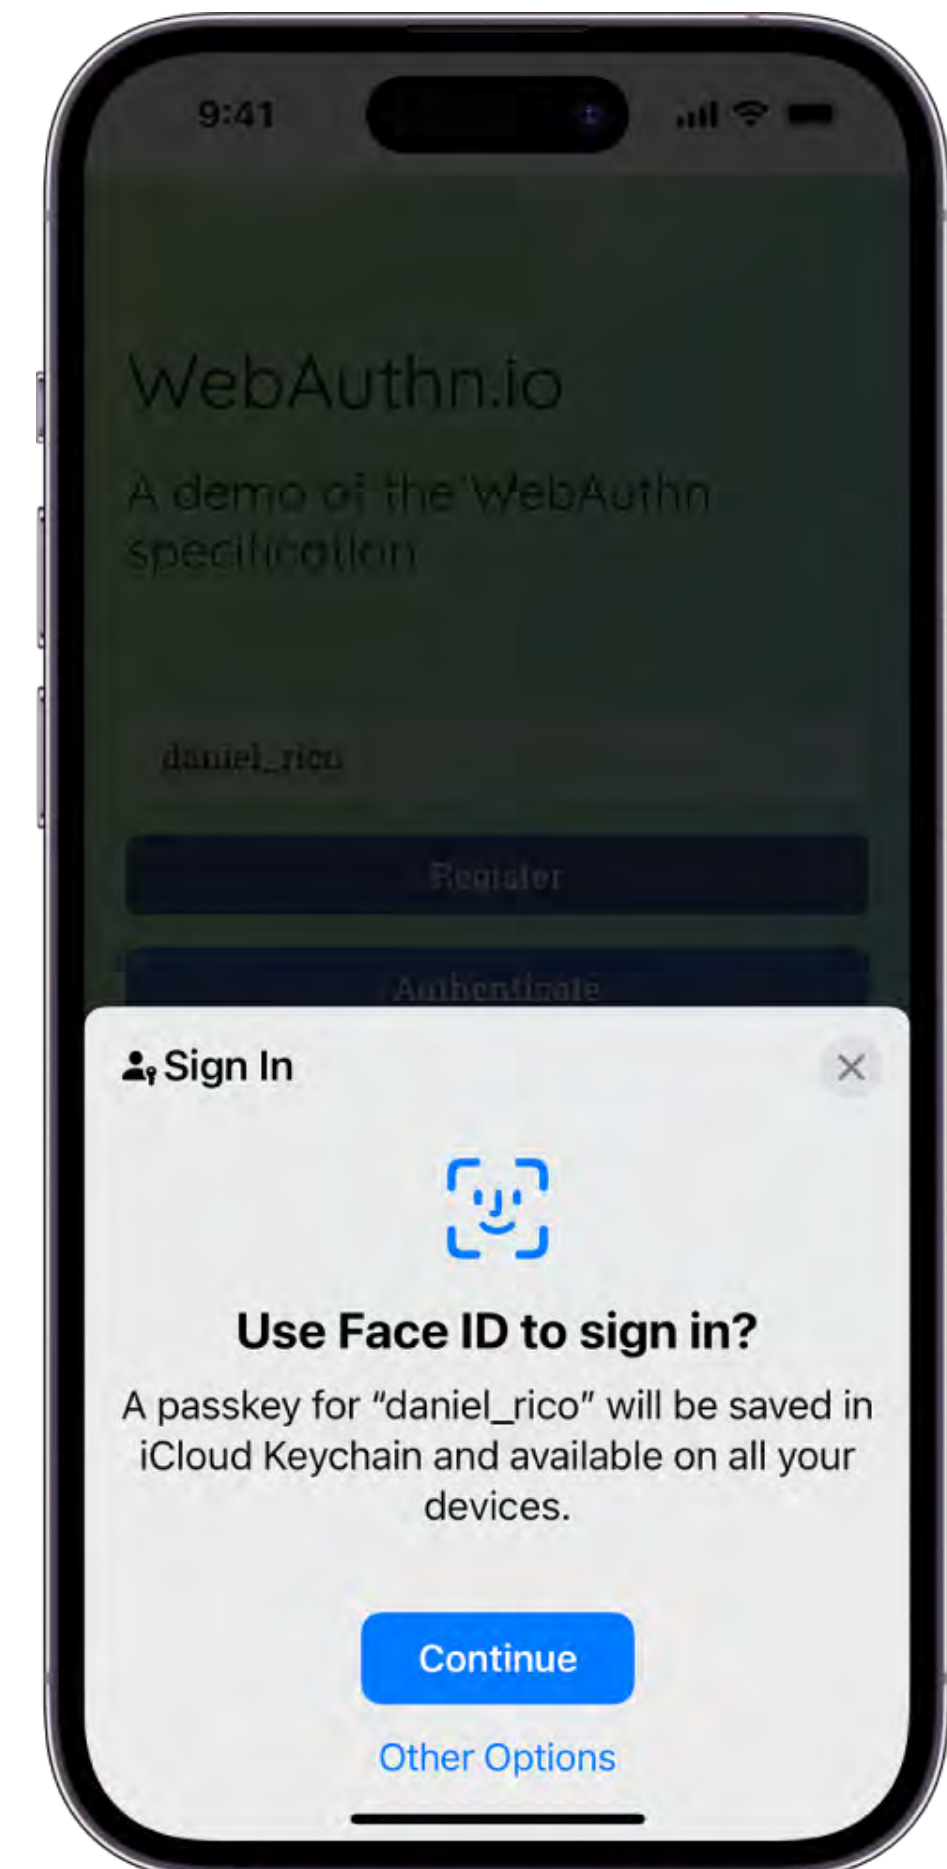 9:41
WebAuthn.io
A demo of the WebAuthn
specification
daniel_rico
Register
Authenticate
Sign In
Use Face ID to sign in?
A passkey for “daniel_rico” will be saved in
iCloud Keychain and available on all your
devices.
Continue
Other Options